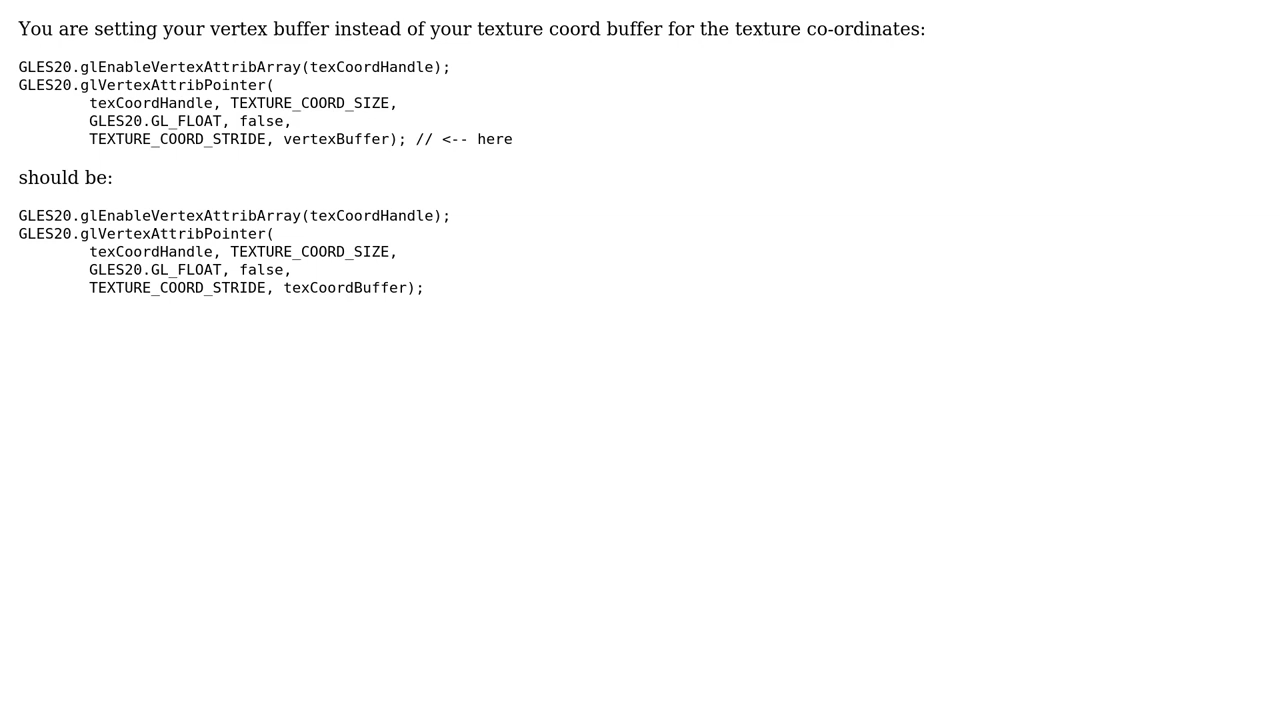 You are setting your vertex buffer instead of your texture coord buffer for the texture co-ordinates:
GLES20.glEnableVertexAttribArray(texCoordHandle);
GLES20.glVertexAttribPointer(
        texCoordHandle, TEXTURE_COORD_SIZE,
        GLES20.GL_FLOAT, false,
        TEXTURE_COORD_STRIDE, vertexBuffer); // <-- here
should be:
GLES20.glEnableVertexAttribArray(texCoordHandle);
GLES20.glVertexAttribPointer(
        texCoordHandle, TEXTURE_COORD_SIZE,
        GLES20.GL_FLOAT, false,
        TEXTURE_COORD_STRIDE, texCoordBuffer);